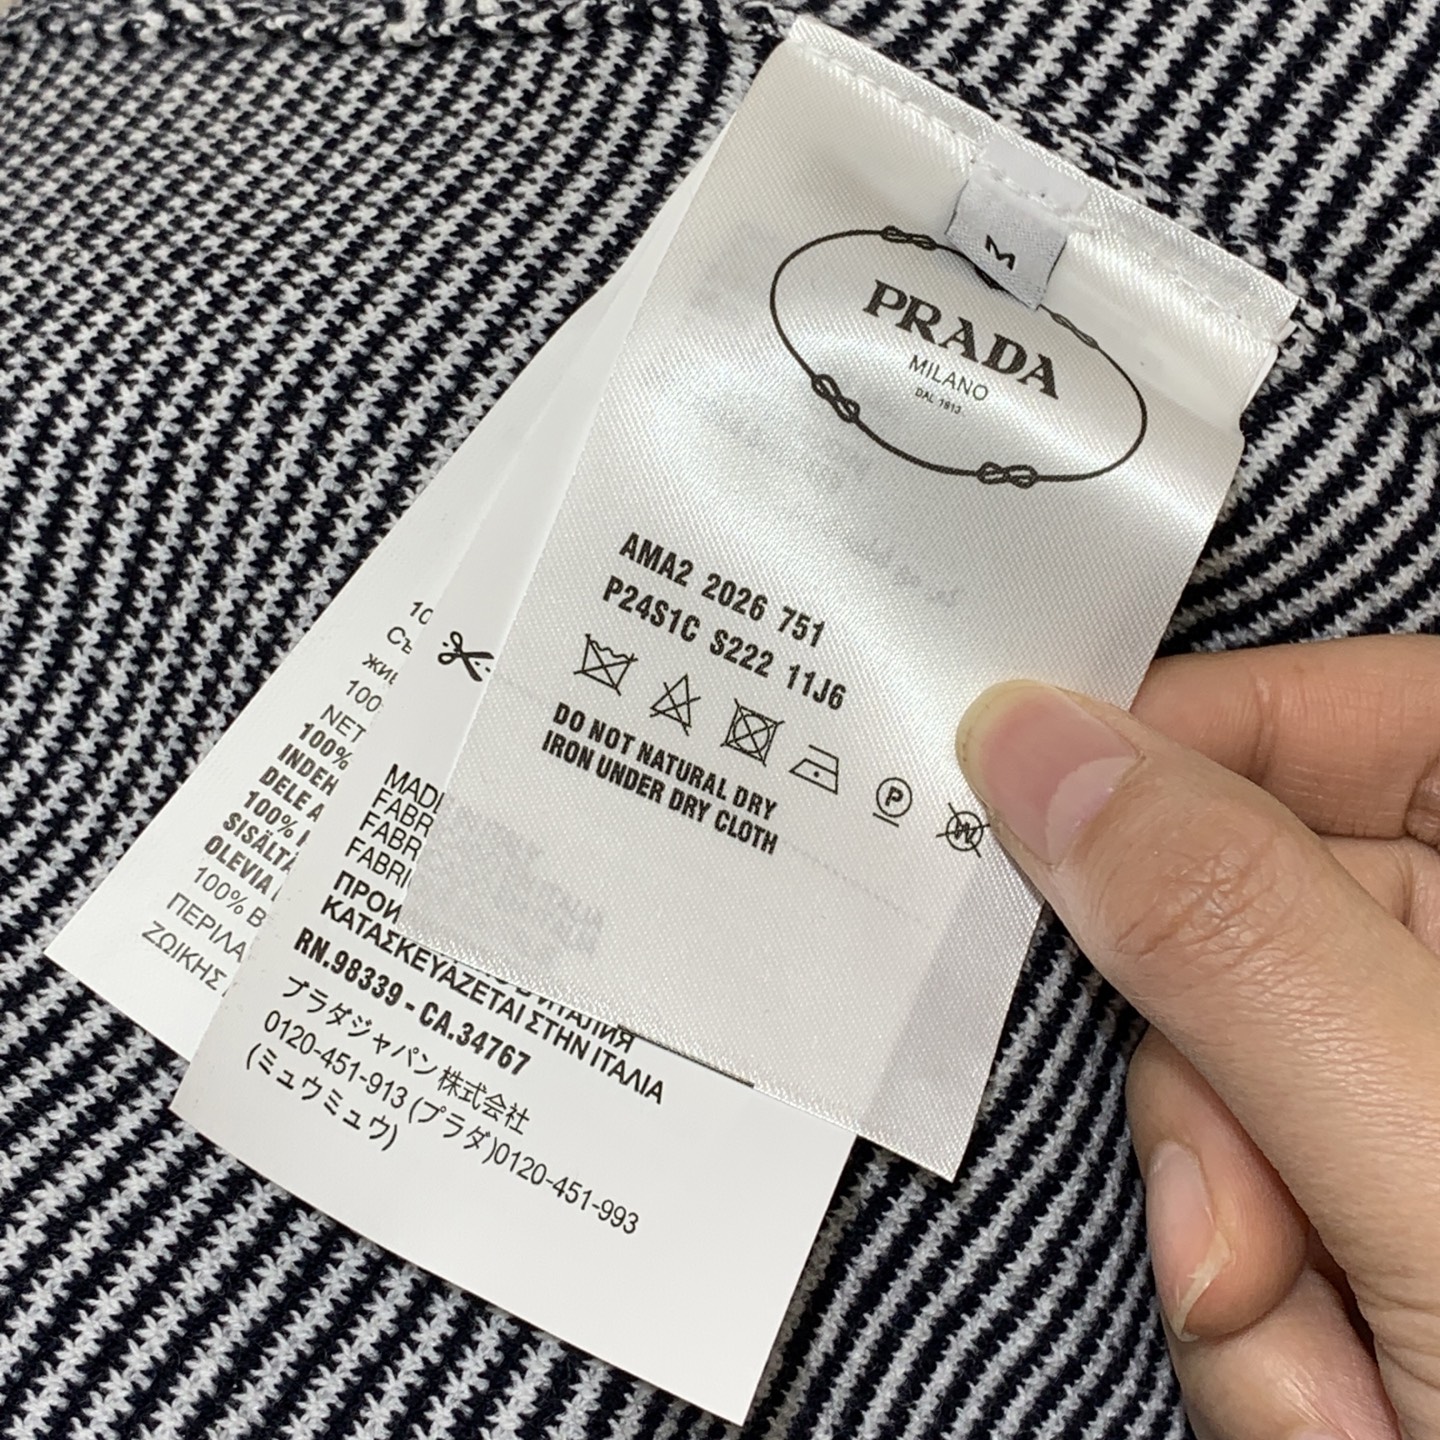 M
PRADA
MILANO
DAL 1913
AMA2 2026 751
P24S1C S222 11J6
P
W
DO NOT NATURAL DRY
IRON UNDER DRY CLOTH
100
NET
100%
INDEH
DELE A
100%
SISÄLTÄ
OLEVIA
100% B
ΠΕΡΙΛΑ
ΖΩΙΚΗΣ
MADE
FABR
FABR
FABRI
ПРОИ ИТАЛИЯ
ΚΑΤΑΣΚΕΥΑΖΕΤΑΙ ΣΤΗΝ ΙΤΑΛΙΑ
RN.98339 - CA.34767
プラダジャパン株式会社
0120-451-913 (プラダ)0120-451-993
(ミュウミュウ)